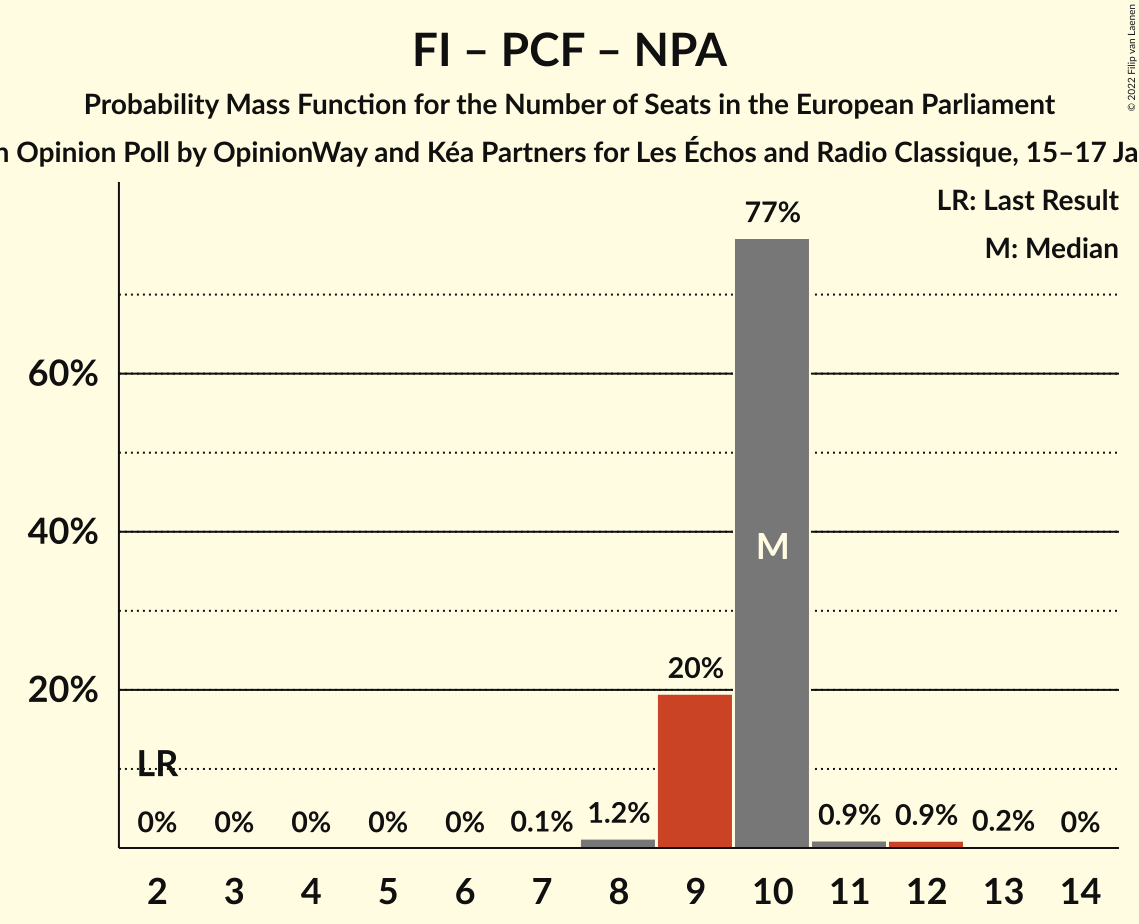 FI – PCF – NPA
Probability Mass Function for the Number of Seats in the European Parliament
n Opinion Poll by OpinionWay and Kéa Partners for Les Échos and Radio Classique, 15–17 Ja
© 2022 Filip van Laenen
LR: Last Result
M: Median
77%
60%
40%
M
20%
20%
LR
0% 0% 0% 0% 0% 0.1% 1.2% 0.9% 0.9% 0.2% 0%
2 3 4 5 6 7 8 9 10 11 12 13 14